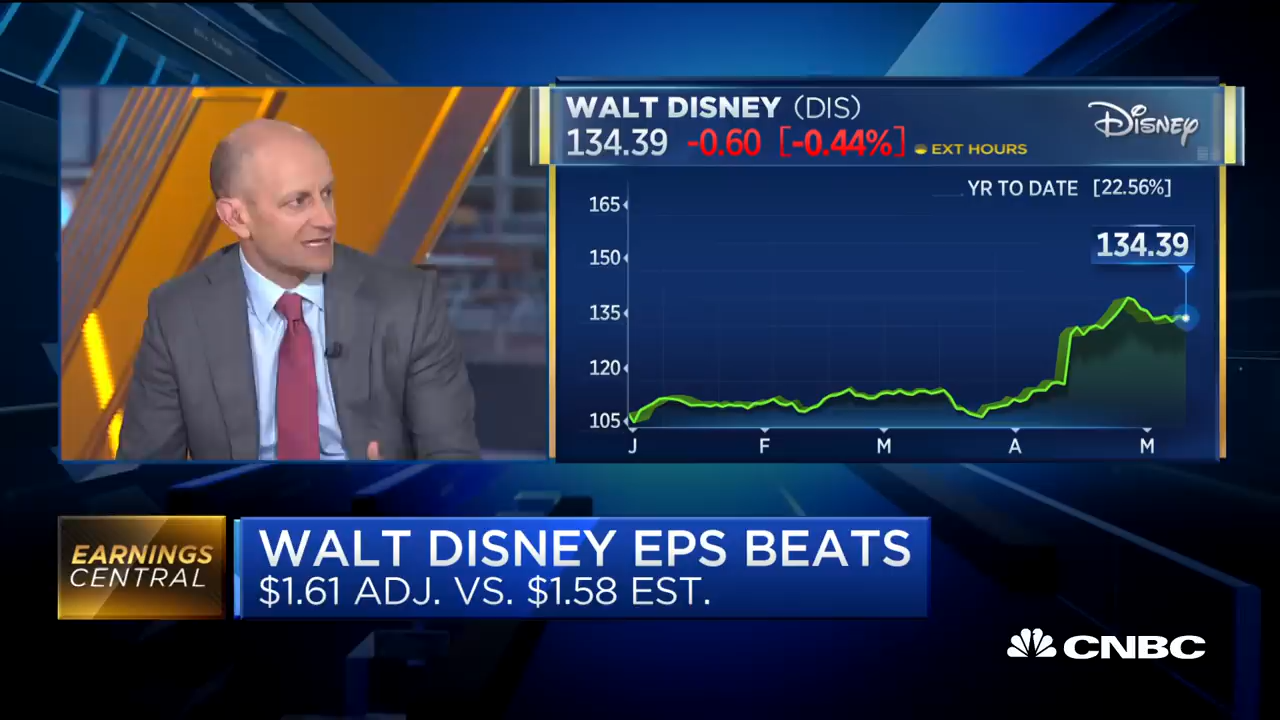 WALT DISNEY (DIS)
134.39 -0.60 [-0.44%] EXT HOURS
Disney
YR TO DATE [22.56%]
165
150
135
120
105
134.39
J F M A M
EARNINGS
CENTRAL
WALT DISNEY EPS BEATS
$1.61 ADJ. VS. $1.58 EST.
CNBC